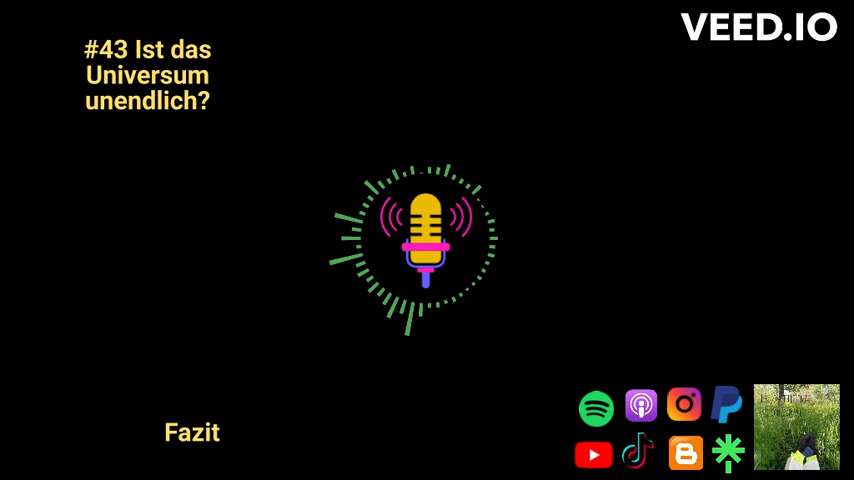 VEED.IO
#43 Ist das
Universum
unendlich?
Fazit